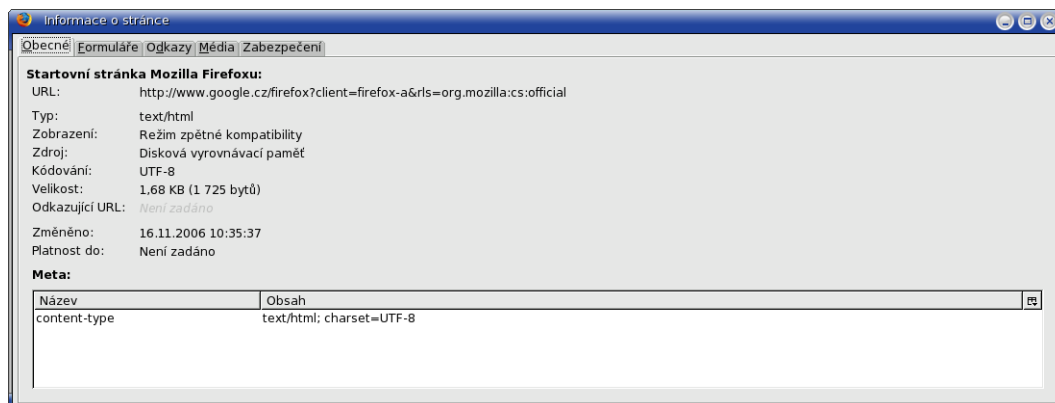 Informace o stránce
Obecné Formuláře Odkazy Média Zabezpečení
Startovní stránka Mozilla Firefoxu:
URL: http://www.google.cz/firefox?client=firefox-a&rls=org.mozilla:cs:official
Typ: text/html
Zobrazení: Režim zpětné kompatibility
Zdroj: Disková vyrovnávací paměť
Kódování: UTF-8
Velikost: 1,68 KB (1 725 bytů)
Odkazující URL: Není zadáno
Změněno: 16.11.2006 10:35:37
Platnost do: Není zadáno
Meta:
Název Obsah
content-type text/html; charset=UTF-8